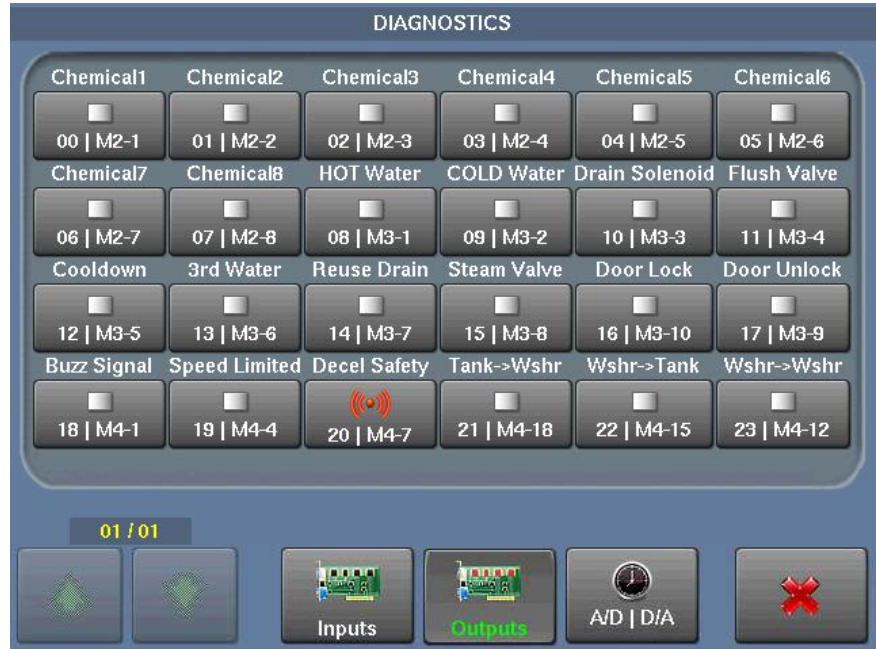 DIAGNOSTICS
Chemical1 Chemical2 Chemical3 Chemical4 Chemical5 Chemical6
00 | M2-1 01 | M2-2 02 | M2-3 03 | M2-4 04 | M2-5 05 | M2-6
Chemical7 Chemical8 HOT Water COLD Water Drain Solenoid Flush Valve
06 | M2-7 07 | M2-8 08 | M3-1 09 | M3-2 10 | M3-3 11 | M3-4
Cooldown 3rd Water Reuse Drain Steam Valve Door Lock Door Unlock
12 | M3-5 13 | M3-6 14 | M3-7 15 | M3-8 16 | M3-10 17 | M3-9
Buzz Signal Speed Limited Decel Safety Tank->Wshr Wshr->Tank Wshr->Wshr
18 | M4-1 19 | M4-4 20 | M4-7 21 | M4-18 22 | M4-15 23 | M4-12
01 / 01
Inputs Outputs A/D | D/A